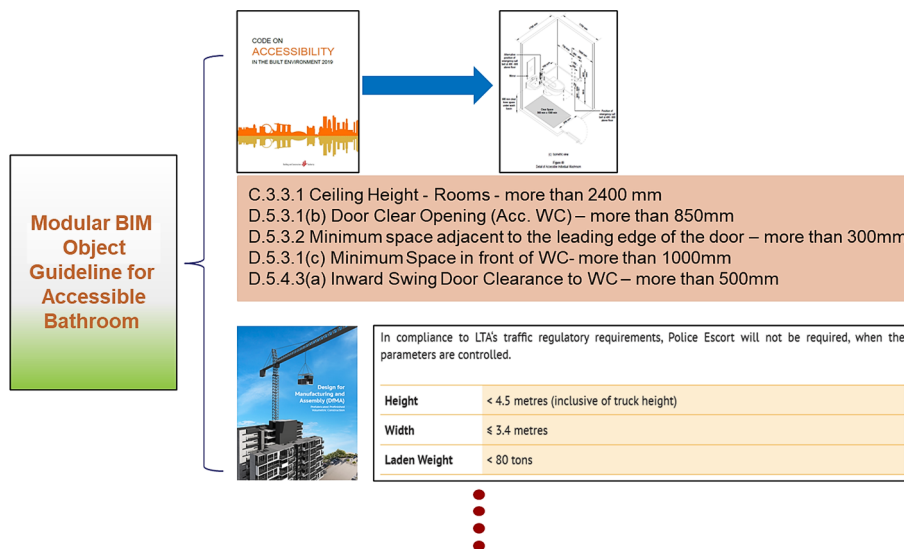 CODE ON
ACCESSIBILITY
IN THE BUILT ENVIRONMENT 2019
Modular BIM
Object
Guideline for
Accessible
Bathroom
C.3.3.1 Ceiling Height - Rooms - more than 2400 mm
D.5.3.1(b) Door Clear Opening (Acc. WC) – more than 850mm
D.5.3.2 Minimum space adjacent to the leading edge of the door – more than 300mm
D.5.3.1(c) Minimum Space in front of WC- more than 1000mm
D.5.4.3(a) Inward Swing Door Clearance to WC – more than 500mm
Design for
Manufacturing and
Assembly (DfMA)
In compliance to LTA's traffic regulatory requirements, Police Escort will not be required, when the
parameters are controlled.
Height < 4.5 metres (inclusive of truck height)
Width ⩽ 3.4 metres
Laden Weight < 80 tons